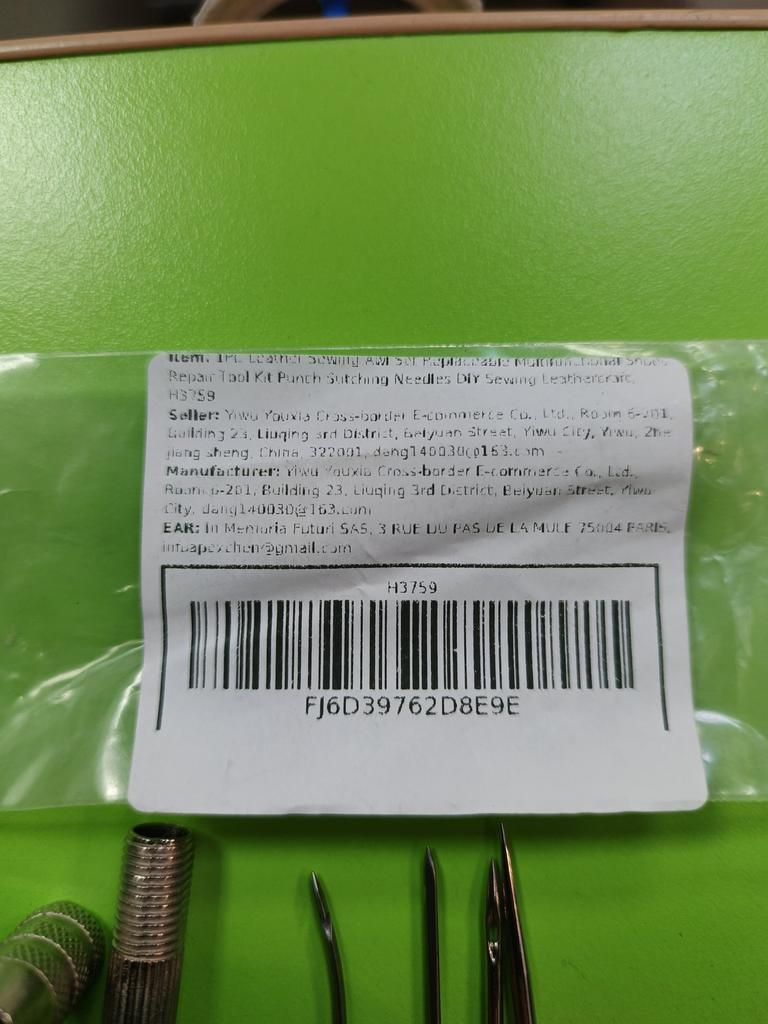 Item: 1PC Leather Sewing Awl Set Replaceable Multifunctional Shoes
Repair Tool Kit Punch Stitching Needles DIY Sewing Leathercraft,
H3759
Seller: Yiwu Youxia Cross-border E-commerce Co., Ltd., Room 6-201,
Building 23, Liuqing 3rd District, Beiyuan Street, Yiwu City, Yiwu, Zhe
jiang sheng, China, 322001, dang140030@163.com
Manufacturer: Yiwu Youxia Cross-border E-commerce Co., Ltd.,
Room 6-201, Building 23, Liuqing 3rd District, Beiyuan Street, Yiwu
City, dang140030@163.com
EAR: In Memoria Futuri SAS, 3 RUE DU PAS DE LA MULE 75004 PARIS,
H3759
FJ6D39762D8E9E